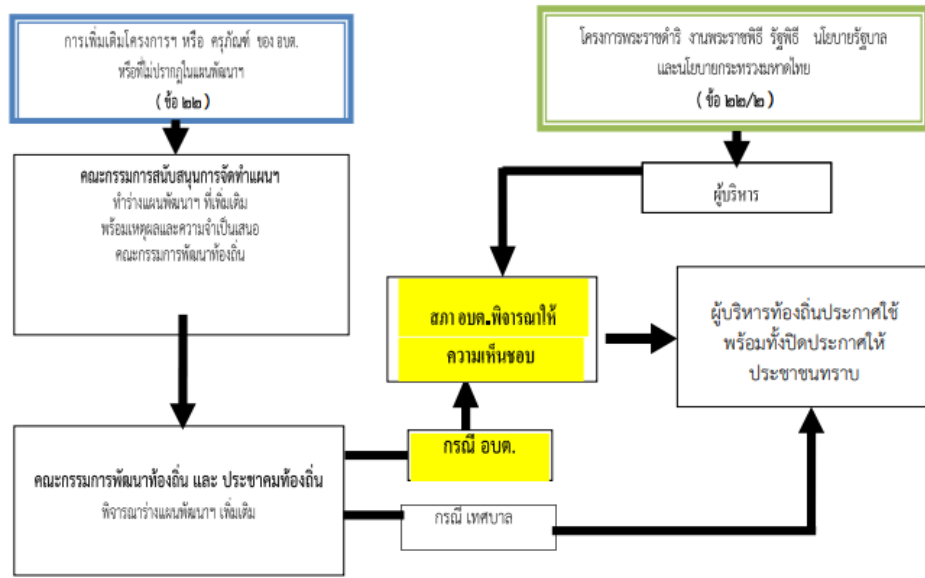 การเพิ่มเติมโครงการฯ หรือ ครุภัณฑ์ ของ อบต.
หรือที่ไม่ปรากฏในแผนพัฒนาฯ
( ข้อ ๒๒ )
โครงการพระราชดำริ งานพระราชพิธี รัฐพิธี นโยบายรัฐบาล
และนโยบายกระทรวงมหาดไทย
( ข้อ ๒๒/๒ )
คณะกรรมการสนับสนุนการจัดทำแผนฯ
ทำร่างแผนพัฒนาฯ ที่เพิ่มเติม
พร้อมเหตุผลและความจำเป็นเสนอ
คณะกรรมการพัฒนาท้องถิ่น
ผู้บริหาร
สภา อบต.พิจารณาให้
ความเห็นชอบ
ผู้บริหารท้องถิ่นประกาศใช้
พร้อมทั้งปิดประกาศให้
ประชาชนทราบ
คณะกรรมการพัฒนาท้องถิ่น และ ประชาคมท้องถิ่น
พิจารณาร่างแผนพัฒนาฯ เพิ่มเติม
กรณี อบต.
กรณี เทศบาล